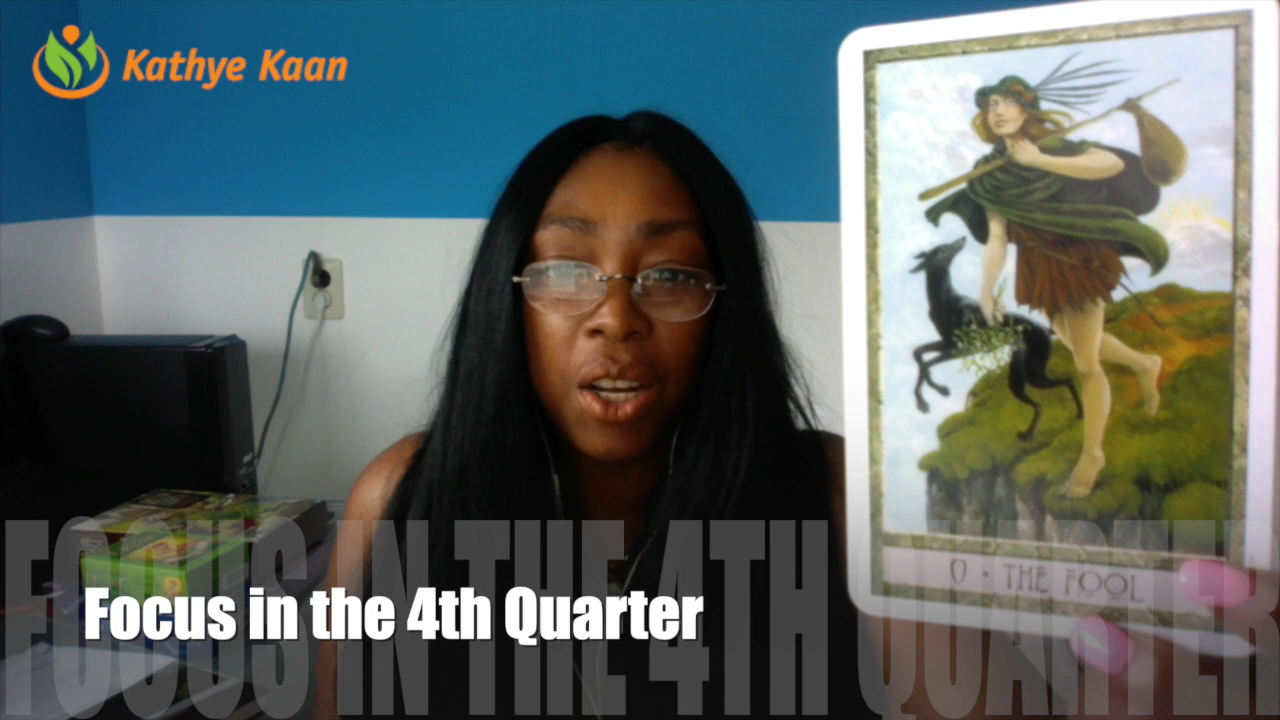 Kathye Kaan
0 • THE FOOL
FOCUS IN THE 4TH QUARTER
Focus in the 4th Quarter